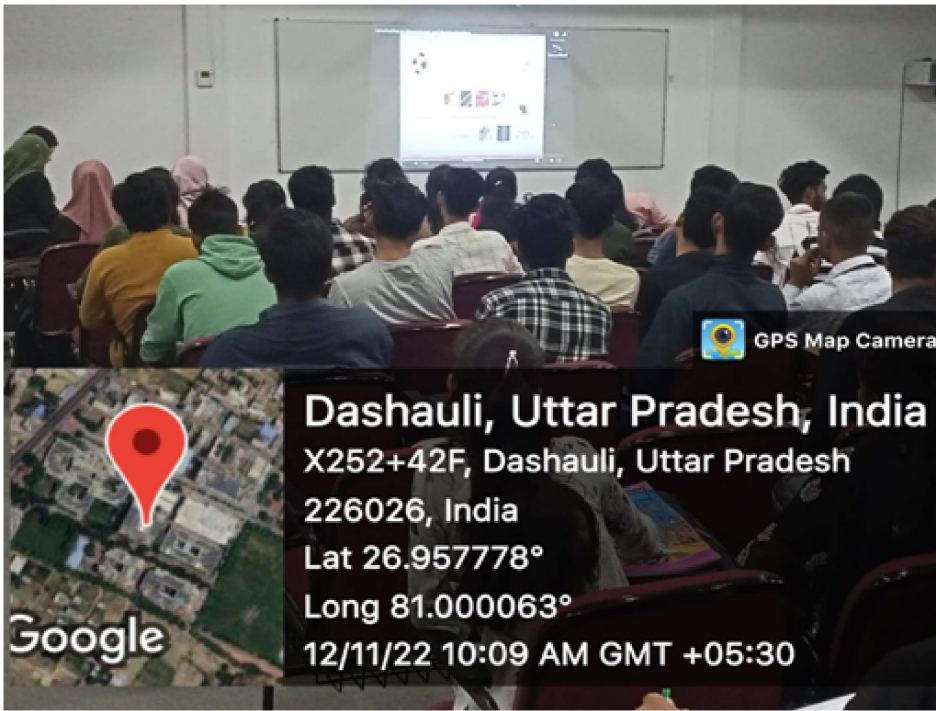 GPS Map Camera
Dashauli, Uttar Pradesh, India
X252+42F, Dashauli, Uttar Pradesh
226026, India
Lat 26.957778°
Long 81.000063°
12/11/22 10:09 AM GMT +05:30
Google